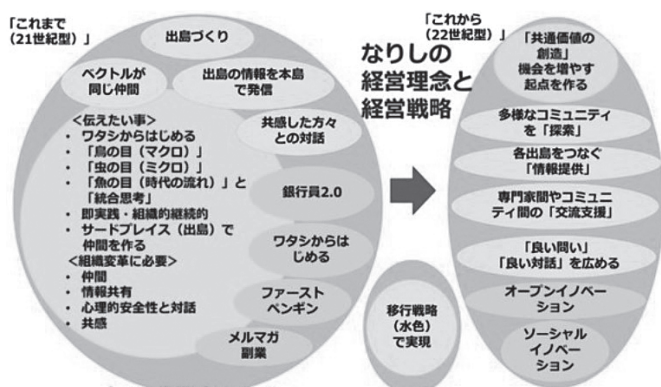 「これまで
（21世紀型）」
出島づくり
ベクトルが
同じ仲間
出島の情報を本島
で発信
＜伝えたい事＞
• ワタシからはじめる
• 「鳥の目（マクロ）」
• 「虫の目（ミクロ）」
• 「魚の目（時代の流れ）」と
「統合思考」
• 即実践・組織的継続的
• サードプレイス（出島）で
仲間を作る
＜組織変革に必要＞
• 仲間
• 情報共有
• 心理的安全性と対話
• 共感
共感した方々
との対話
銀行員2.0
ワタシからは
じめる
ファースト
ペンギン
メルマガ
副業
なりしの
経営理念と
経営戦略
移行戦略
（水色）
で実現
「これから
（22世紀型）」
「共通価値の
創造」
機会を増やす
起点を作る
多様なコミュニティ
を「探索」
各出島をつなぐ
「情報提供」
専門家間やコミュニ
ティ間の「交流支援」
「良い問い」
「良い対話」を広める
オープンイノベー
ション
ソーシャル
イノベー
ション